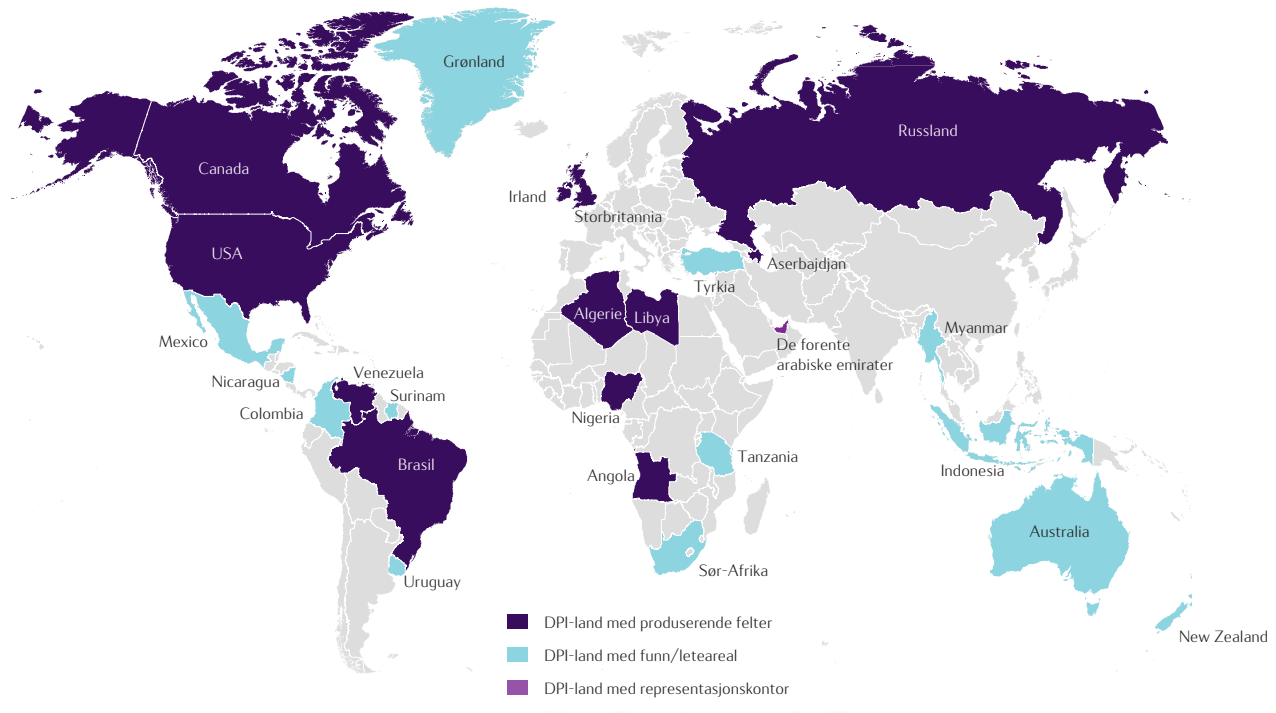 Grønland
Russland
Canada
Irland
Storbritannia
USA
Aserbajdjan
Tyrkia
Algerie
Libya
Myanmar
Mexico
De forente
arabiske emirater
Venezuela
Nicaragua
Surinam
Colombia
Nigeria
Brasil
Tanzania
Angola
Indonesia
Australia
Sør-Afrika
Uruguay
New Zealand
DPI-land med produserende felter
DPI-land med funn/leteareal
DPI-land med representasjonskontor